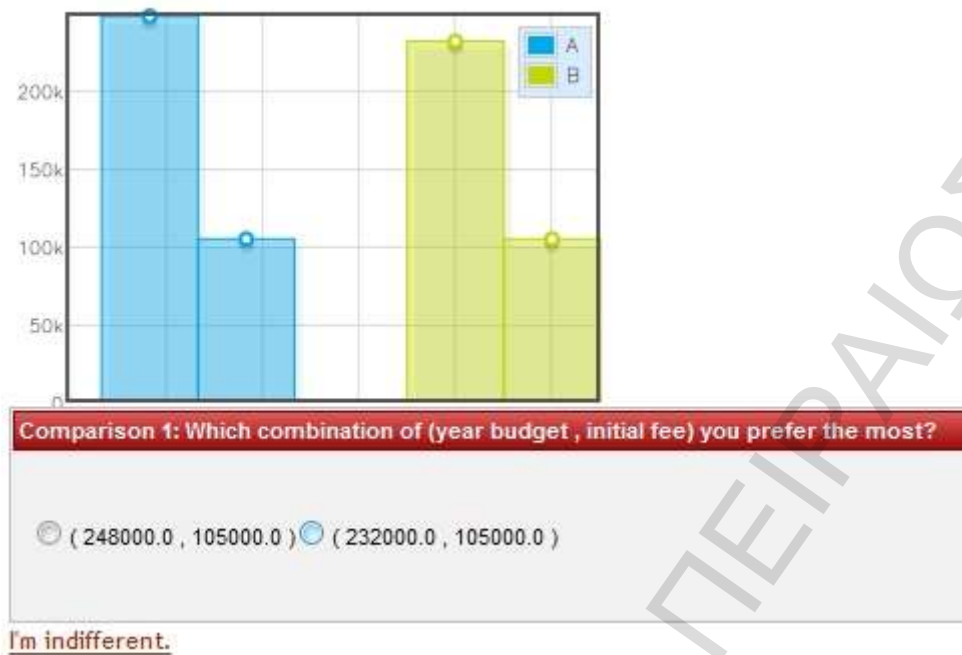 A
B
200k
150k
100k
50k
0
Comparison 1: Which combination of (year budget , initial fee) you prefer the most?
( 248000.0 , 105000.0 ) ( 232000.0 , 105000.0 )
I'm indifferent.